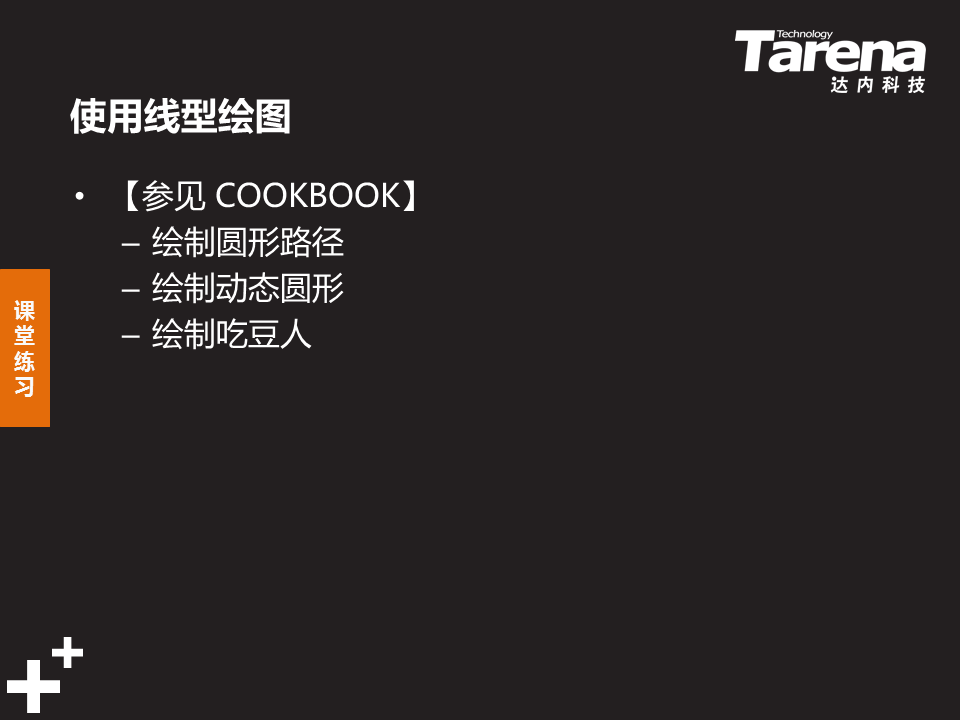 Technology
Tarena
达内科技
使用线型绘图
• 【参见 COOKBOOK】
– 绘制圆形路径
– 绘制动态圆形
– 绘制吃豆人
课
堂
练
习